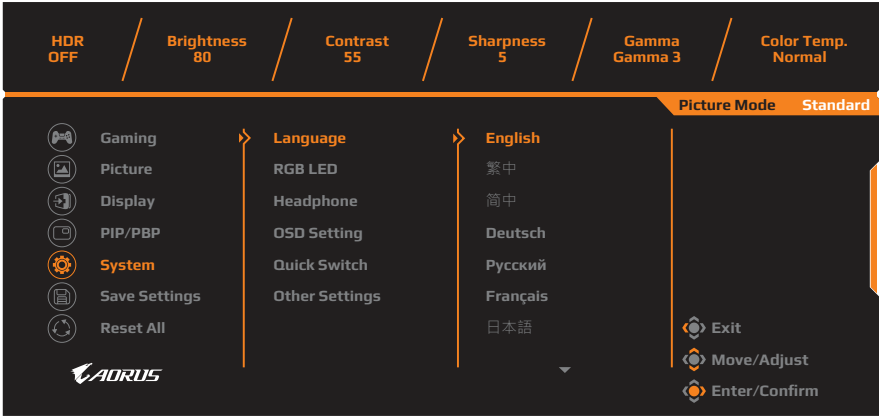 HDR
OFF
Brightness
80
Contrast
55
Sharpness
5
Gamma
Gamma 3
Color Temp.
Normal
Picture Mode Standard
Gaming
Picture
Display
PIP/PBP
System
Save Settings
Reset All
Language
RGB LED
Headphone
OSD Setting
Quick Switch
Other Settings
English
繁中
简中
Deutsch
Русский
Français
日本語
Exit
Move/Adjust
Enter/Confirm
AORUS